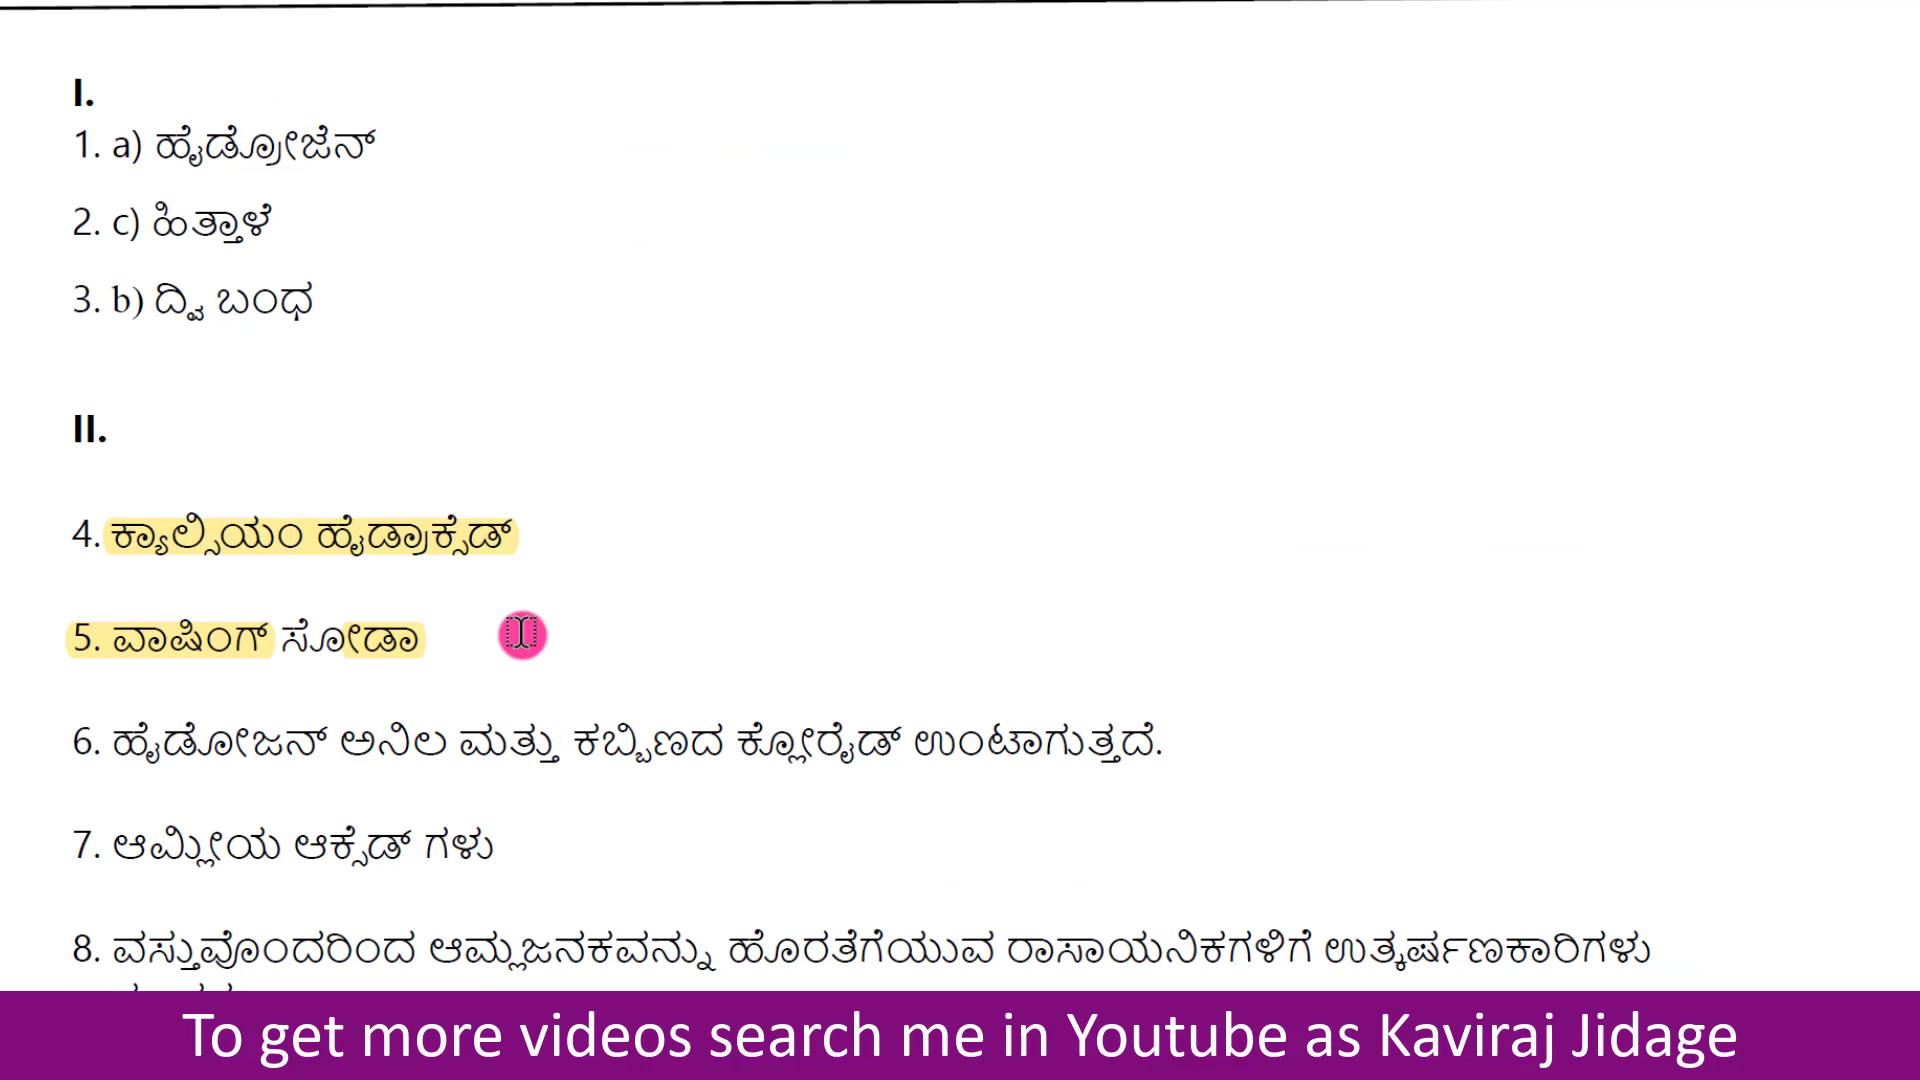 I.
1. a) ಹೈಡ್ರೋಜೆನ್
2. c) ಹಿತ್ತಾಳೆ
3. b) ದ್ವಿ ಬಂಧ
II.
4. ಕ್ಯಾಲ್ಸಿಯಂ ಹೈಡ್ರಾಕ್ಸೆಡ್
5. ವಾಷಿಂಗ್ ಸೋಡಾ
6. ಹೈಡೋಜನ್ ಅನಿಲ ಮತ್ತು ಕಬ್ಬಿಣದ ಕ್ಲೋರೈಡ್ ಉಂಟಾಗುತ್ತದೆ.
7. ಆಮ್ಲೀಯ ಆಕ್ಸೆಡ್ ಗಳು
8. ವಸ್ತುವೊಂದರಿಂದ ಆಮ್ಲಜನಕವನ್ನು ಹೊರತೆಗೆಯುವ ರಾಸಾಯನಿಕಗಳಿಗೆ ಉತ್ಕರ್ಷಣಕಾರಿಗಳು
To get more videos search me in Youtube as Kaviraj Jidage